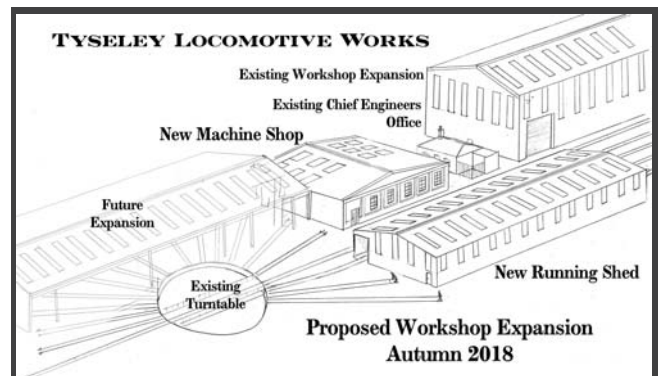 TYSELEY LOCOMOTIVE WORKS
Existing Workshop Expansion
Existing Chief Engineers
Office
New Machine Shop
Future
Expansion
Existing
Turntable
New Running Shed
Proposed Workshop Expansion
Autumn 2018